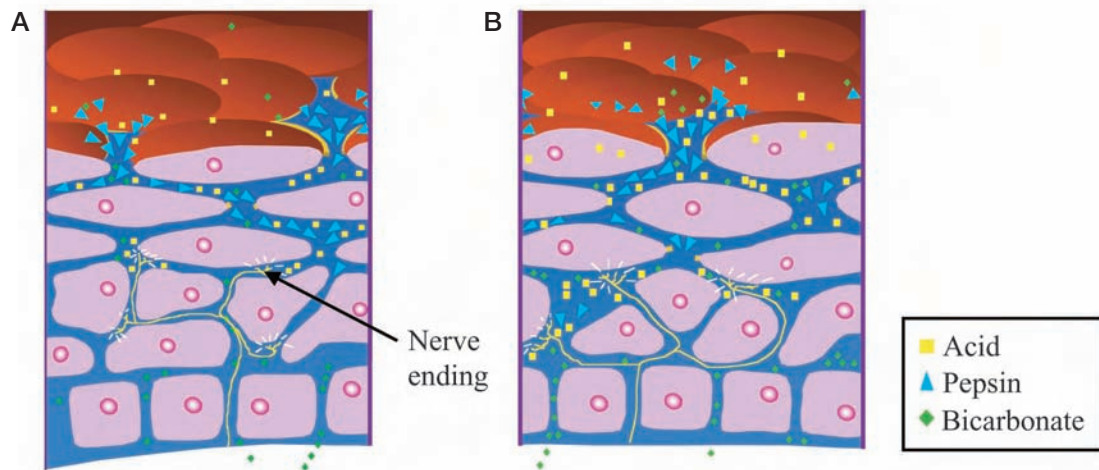 A
B
Nerve
ending
Acid
Pepsin
Bicarbonate